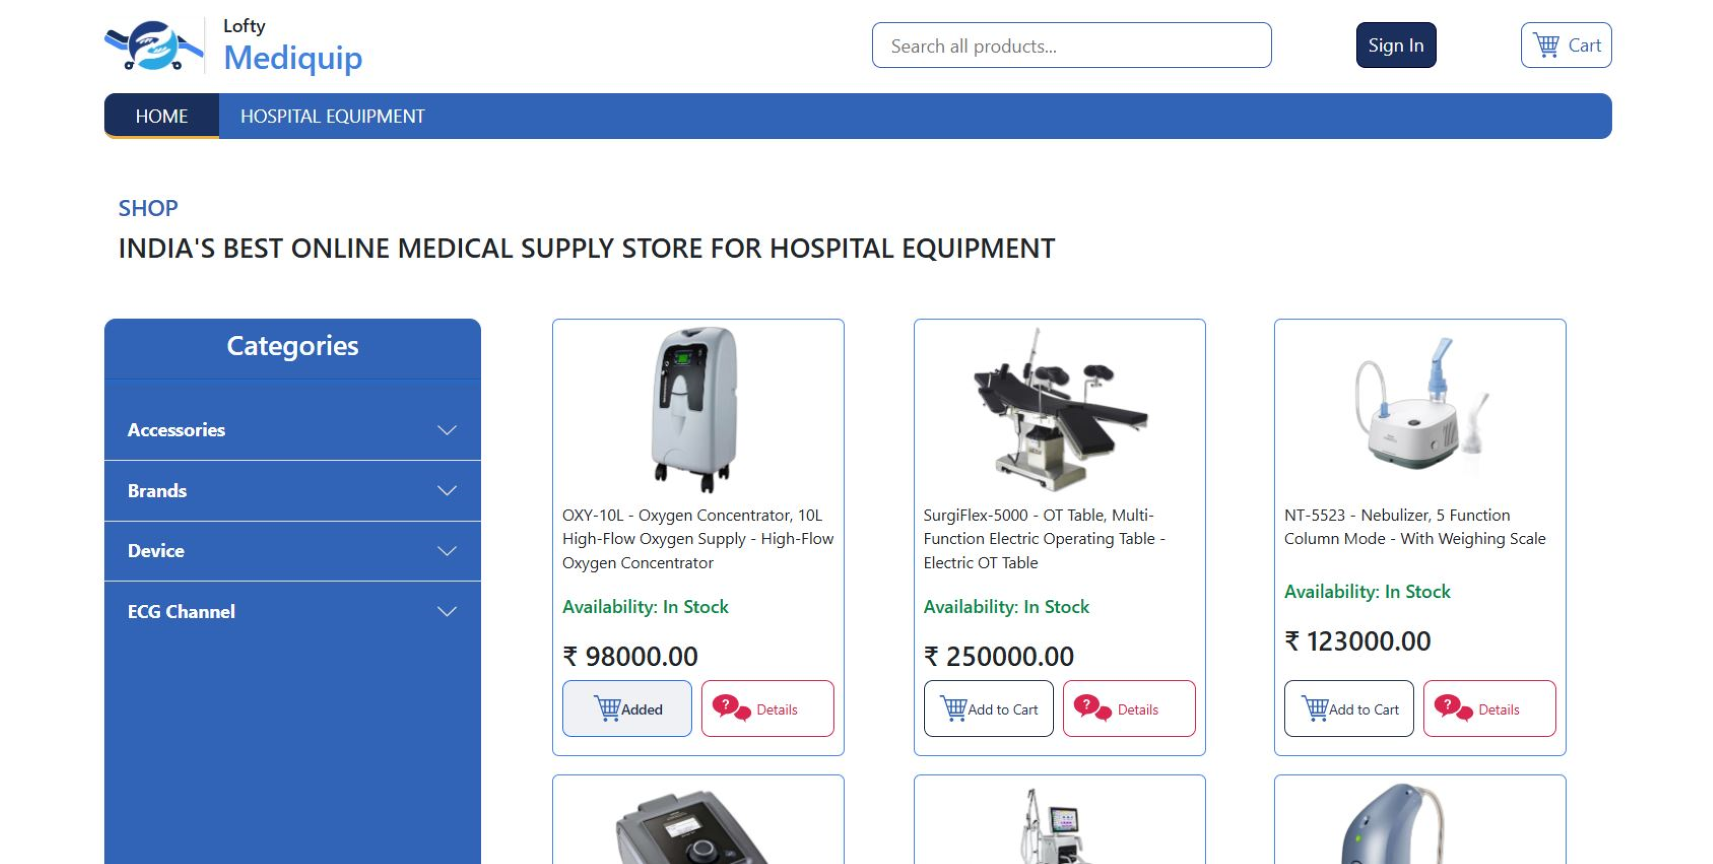 Lofty
Mediquip
Search all products...
Sign In
Cart
HOME
HOSPITAL EQUIPMENT
SHOP
INDIA'S BEST ONLINE MEDICAL SUPPLY STORE FOR HOSPITAL EQUIPMENT
Categories
Accessories
Brands
Device
ECG Channel
OXY-10L - Oxygen Concentrator, 10L
High-Flow Oxygen Supply - High-Flow
Oxygen Concentrator
Availability: In Stock
₹ 98000.00
Added
Details
SurgiFlex-5000 - OT Table, Multi-
Function Electric Operating Table -
Electric OT Table
Availability: In Stock
₹ 250000.00
Add to Cart
Details
NT-5523 - Nebulizer, 5 Function
Column Mode - With Weighing Scale
Availability: In Stock
₹ 123000.00
Add to Cart
Details